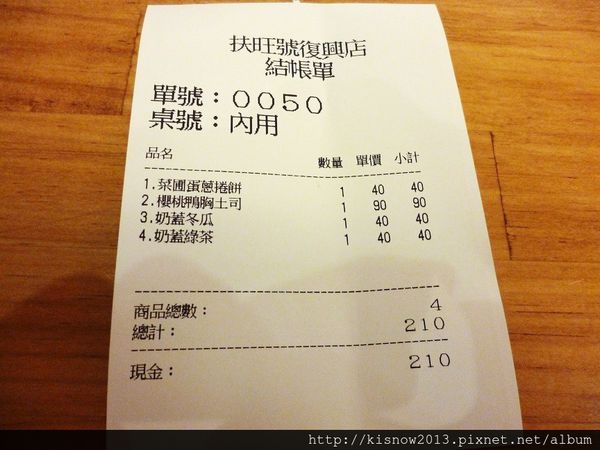 扶旺號復興店
結帳單
單號：0050
桌號：內用
品名 數量 單價 小計
1.菜圃蛋蔥捲餅 1 40 40
2.櫻桃鴨胸土司 1 90 90
3.奶蓋冬瓜 1 40 40
4.奶蓋綠茶 1 40 40
商品總數： 4
總計： 210
現金： 210
http://kisnow2013.pixnet.net/album